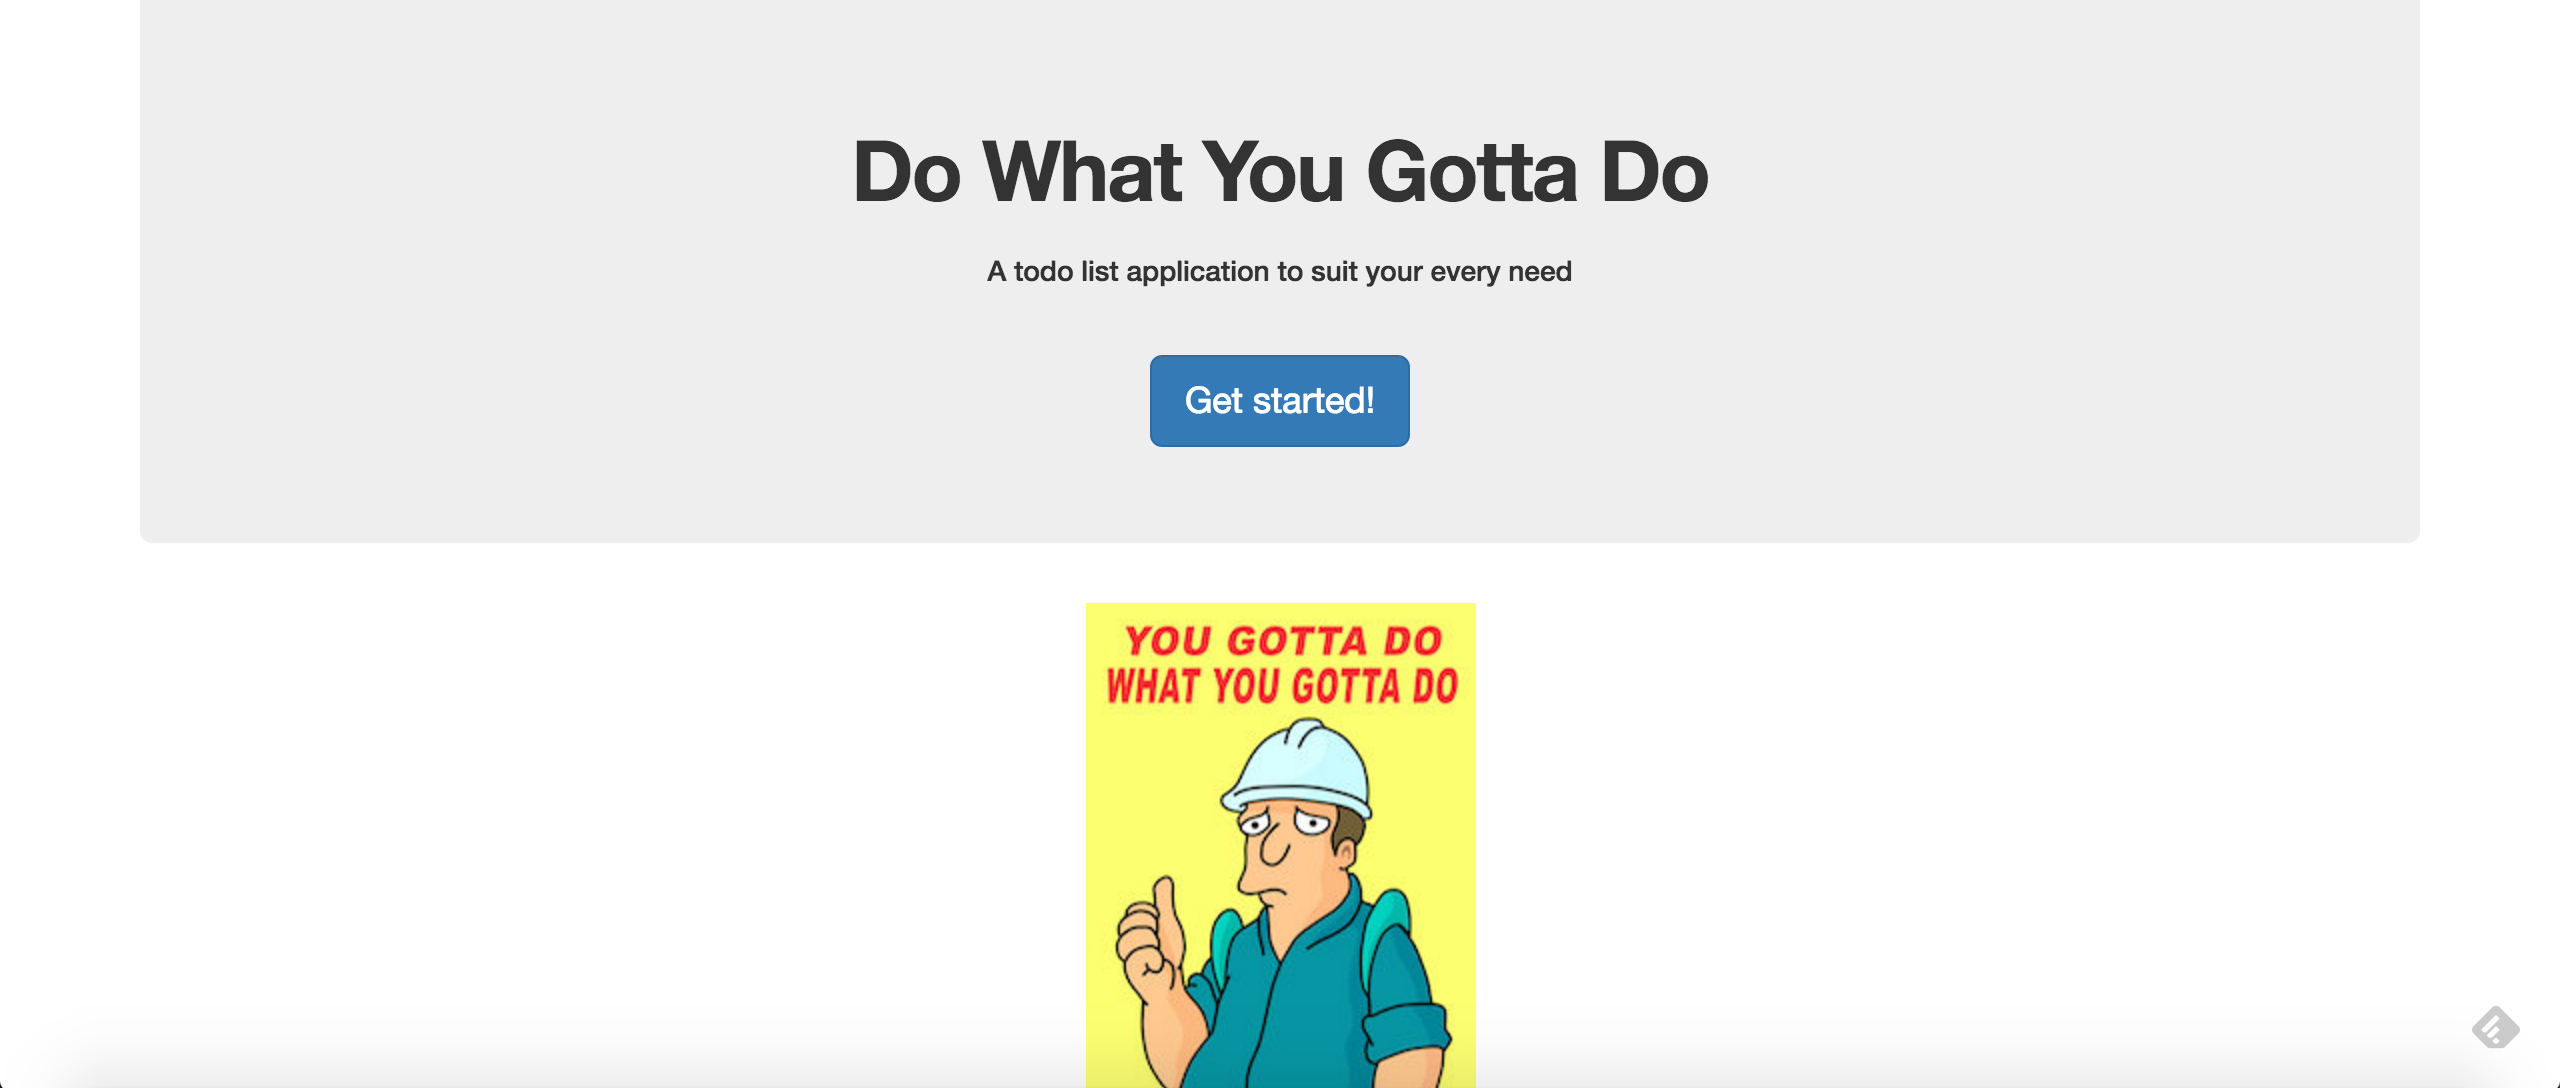 Do What You Gotta Do
A todo list application to suit your every need
Get started!
YOU GOTTA DO
WHAT YOU GOTTA DO